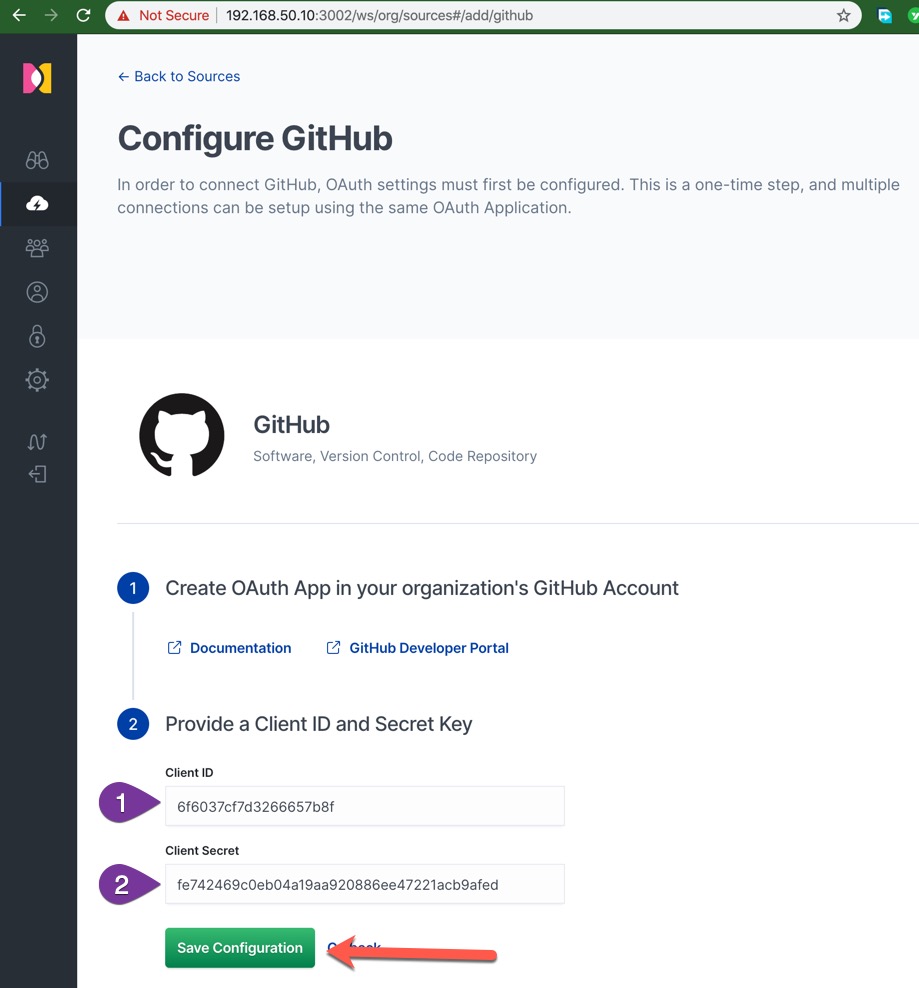 Not Secure | 192.168.50.10:3002/ws/org/sources#/add/github
← Back to Sources
Configure GitHub
In order to connect GitHub, OAuth settings must first be configured. This is a one-time step, and multiple
connections can be setup using the same OAuth Application.
GitHub
Software, Version Control, Code Repository
1 Create OAuth App in your organization's GitHub Account
Documentation GitHub Developer Portal
2 Provide a Client ID and Secret Key
Client ID
1 6f6037cf7d3266657b8f
Client Secret
2 fe742469c0eb04a19aa920886ee47221acb9afed
Save Configuration